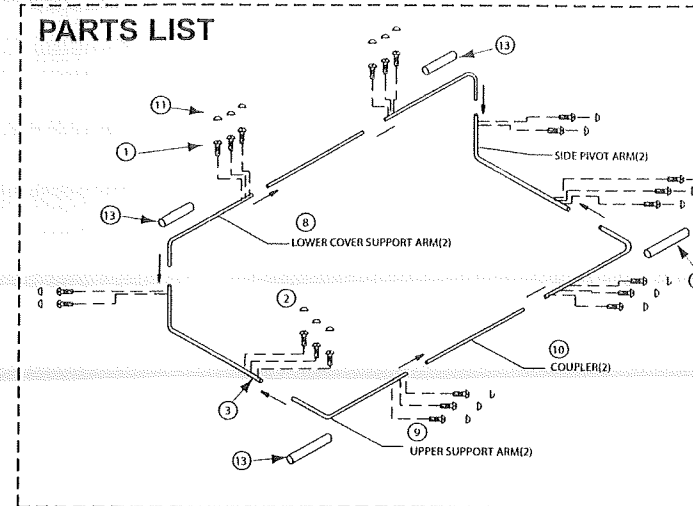 PARTS LIST
13
11
1
SIDE PIVOT ARM(2)
13
8
LOWER COVER SUPPORT ARM(2)
2
10
COUPLER(2)
3
9
UPPER SUPPORT ARM(2)
13